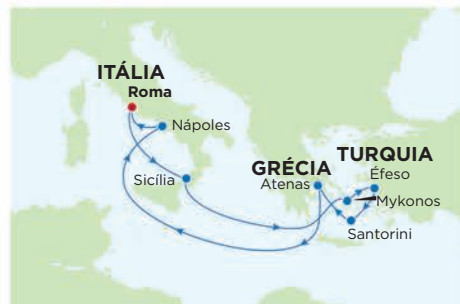 ITÁLIA
Roma
Nápoles
Sicília
GRÉCIA
Atenas
TURQUIA
Éfeso
Mykonos
Santorini